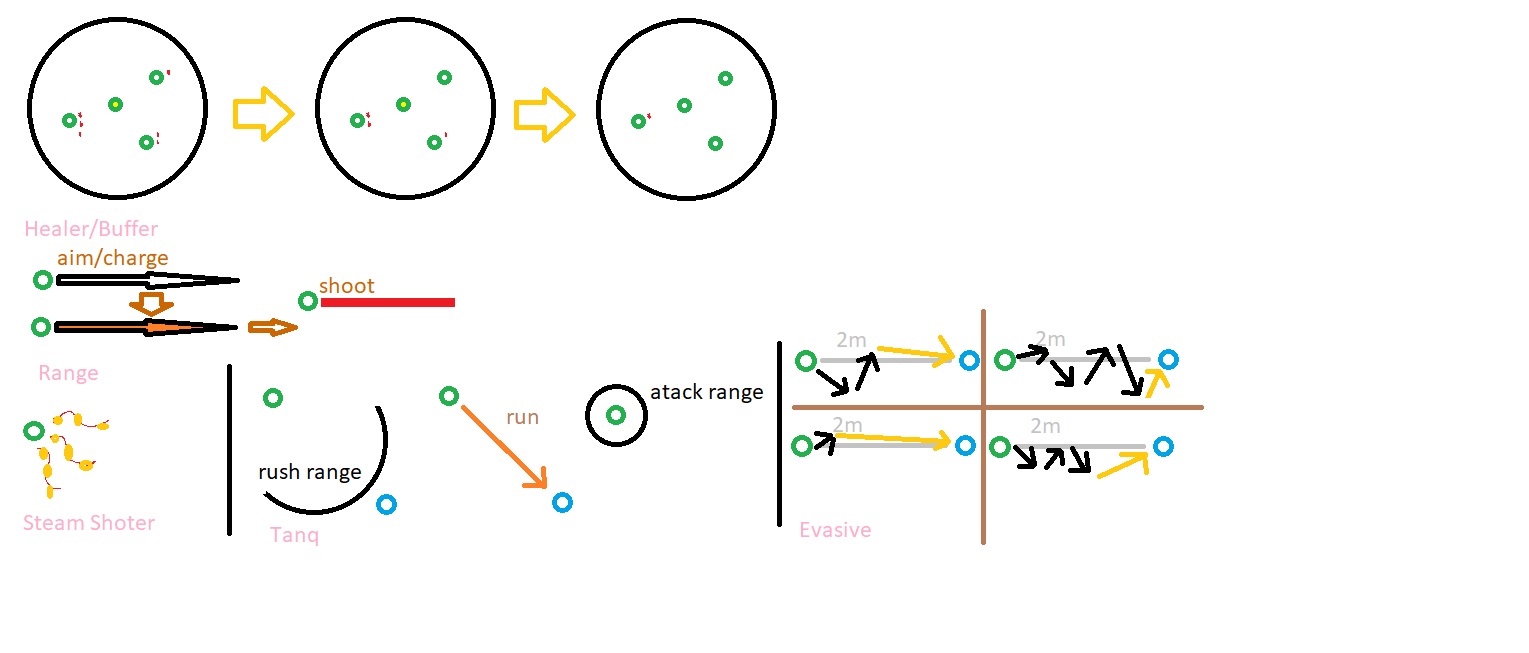 Healer/Buffer
aim/charge
shoot
Range
Steam Shoter
rush range
Tanq
run
atack range
2m
2m
2m
2m
Evasive